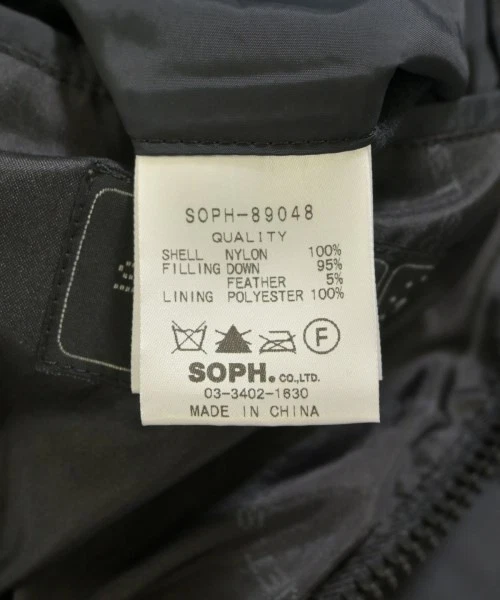 SOPH-89048
QUALITY
SHELL NYLON 100%
FILLING DOWN 95%
FEATHER 5%
LINING POLYESTER 100%
F
SOPH. CO.,LTD.
03-3402-1630
MADE IN CHINA